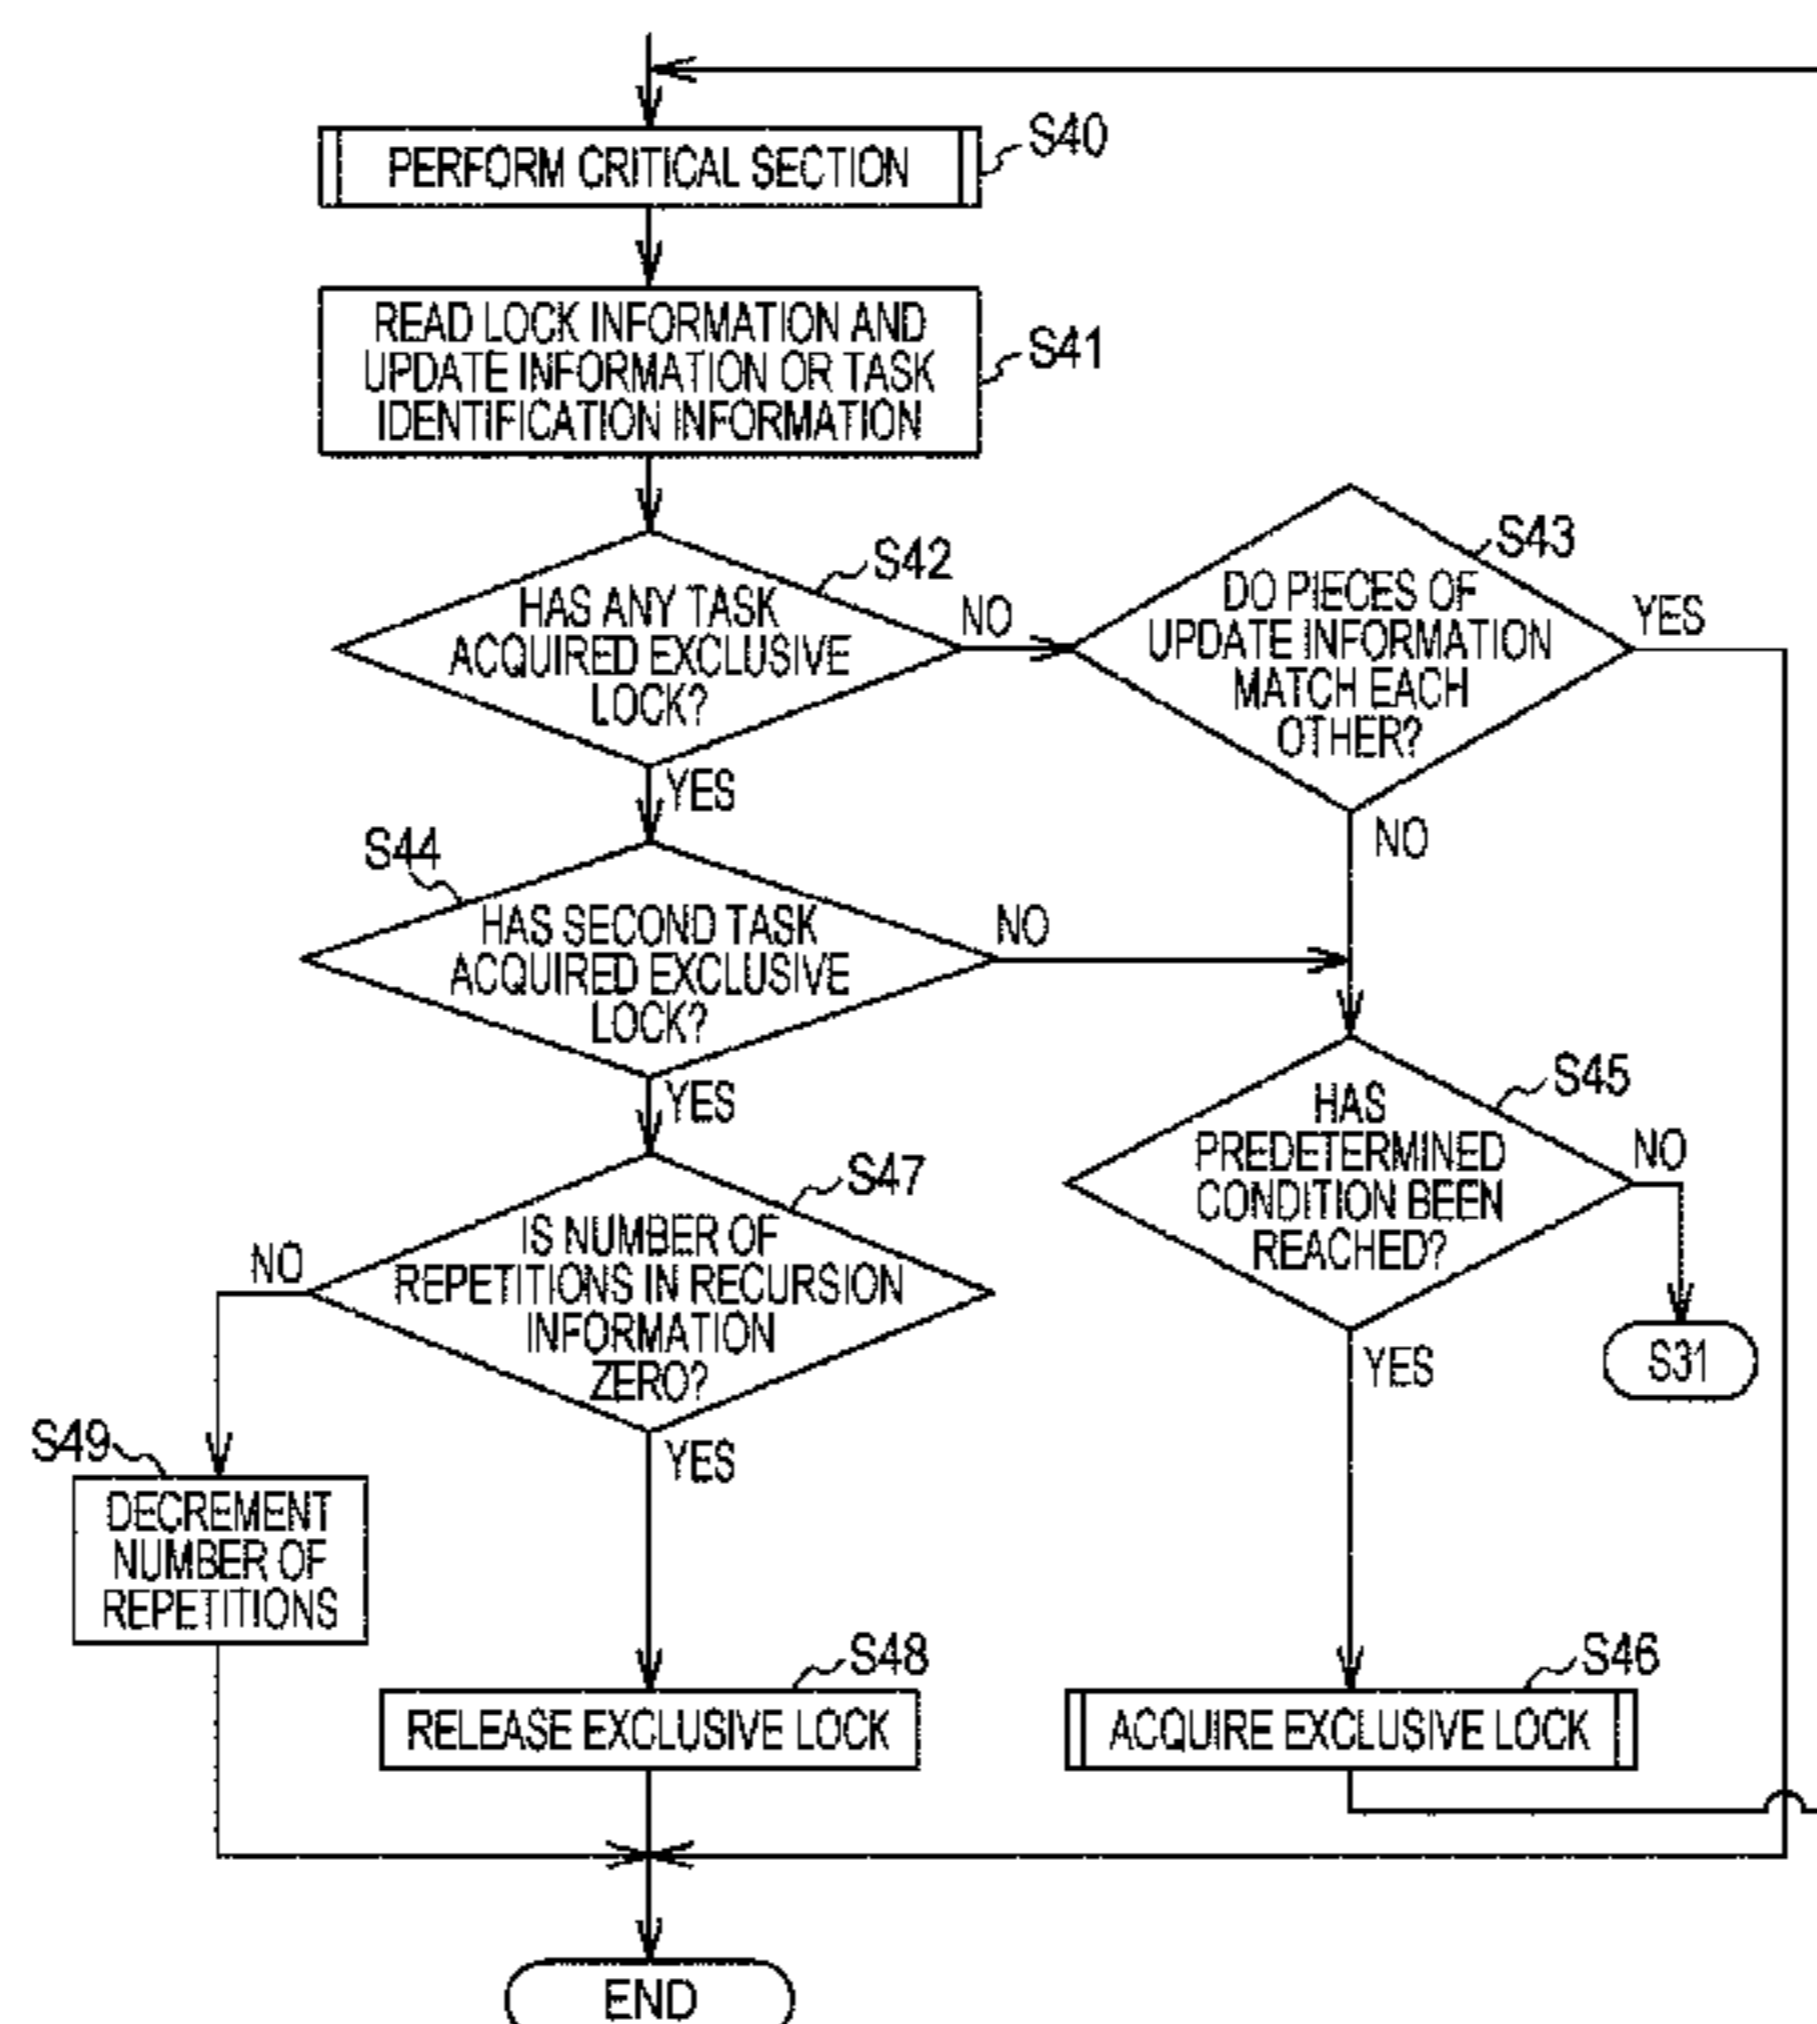 S40
PERFORM CRITICAL SECTION
READ LOCK INFORMATION AND
UPDATE INFORMATION OR TASK
IDENTIFICATION INFORMATION
S41
S42
HAS ANY TASK
ACQUIRED EXCLUSIVE
LOCK?
NO
YES
S43
DO PIECES OF
UPDATE INFORMATION
MATCH EACH
OTHER?
YES
NO
S44
HAS SECOND TASK
ACQUIRED EXCLUSIVE
LOCK?
NO
YES
S45
HAS
PREDETERMINED
CONDITION BEEN
REACHED?
NO
S31
YES
S47
IS NUMBER OF
REPETITIONS IN RECURSION
INFORMATION
ZERO?
NO
YES
S49
DECREMENT
NUMBER OF
REPETITIONS
S48
RELEASE EXCLUSIVE LOCK
S46
ACQUIRE EXCLUSIVE LOCK
END